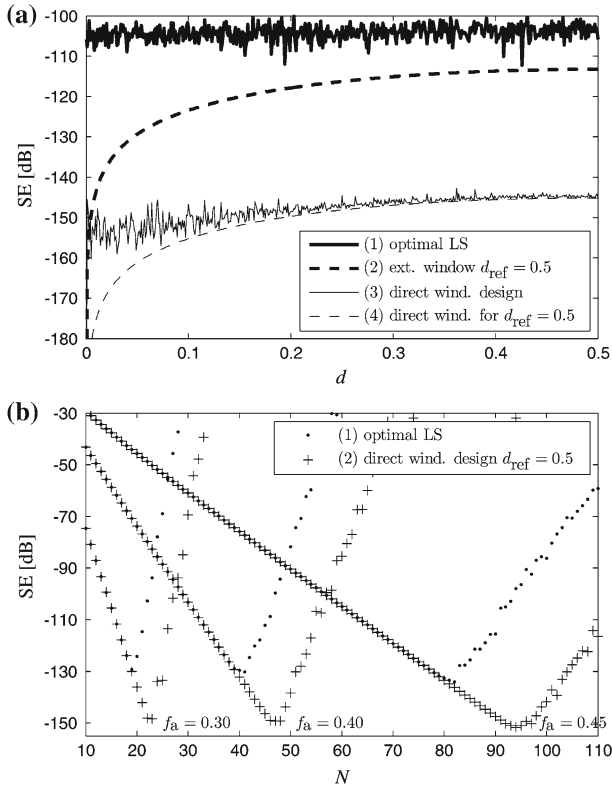 (a)
-100
-110
-120
-130
-140
-150
-160
-170
-180
SE [dB]
(1) optimal LS
(2) ext. window d_ref = 0.5
(3) direct wind. design
(4) direct wind. for d_ref = 0.5
0 0.1 0.2 0.3 0.4 0.5
d
(b)
-30
-50
-70
-90
-110
-130
-150
SE [dB]
(1) optimal LS
(2) direct wind. design d_ref = 0.5
f_a = 0.30 f_a = 0.40 f_a = 0.45
10 20 30 40 50 60 70 80 90 100 110
N